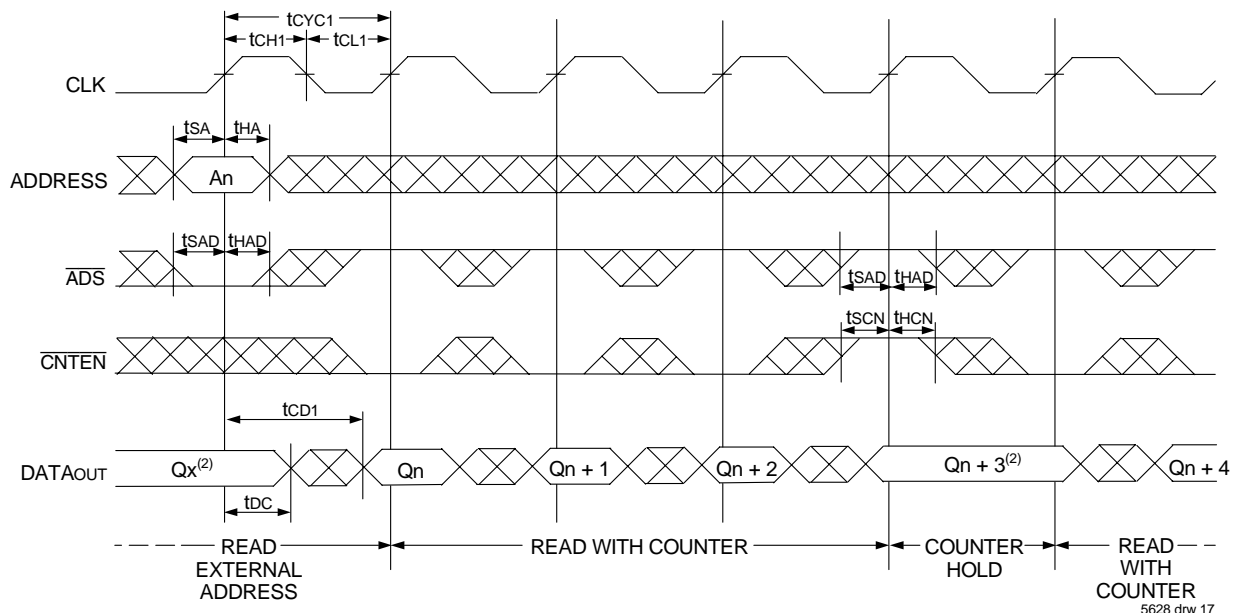 tCYC1
tCH1 tCL1
CLK
tSA tHA
ADDRESS An
tSAD tHAD
ADS
tSAD tHAD
tSCN tHCN
CNTEN
tCD1
DATAOUT Qx(2) Qn Qn + 1 Qn + 2 Qn + 3(2) Qn + 4
tDC
READ EXTERNAL ADDRESS
READ WITH COUNTER
COUNTER HOLD
READ WITH COUNTER
5628 drw 17